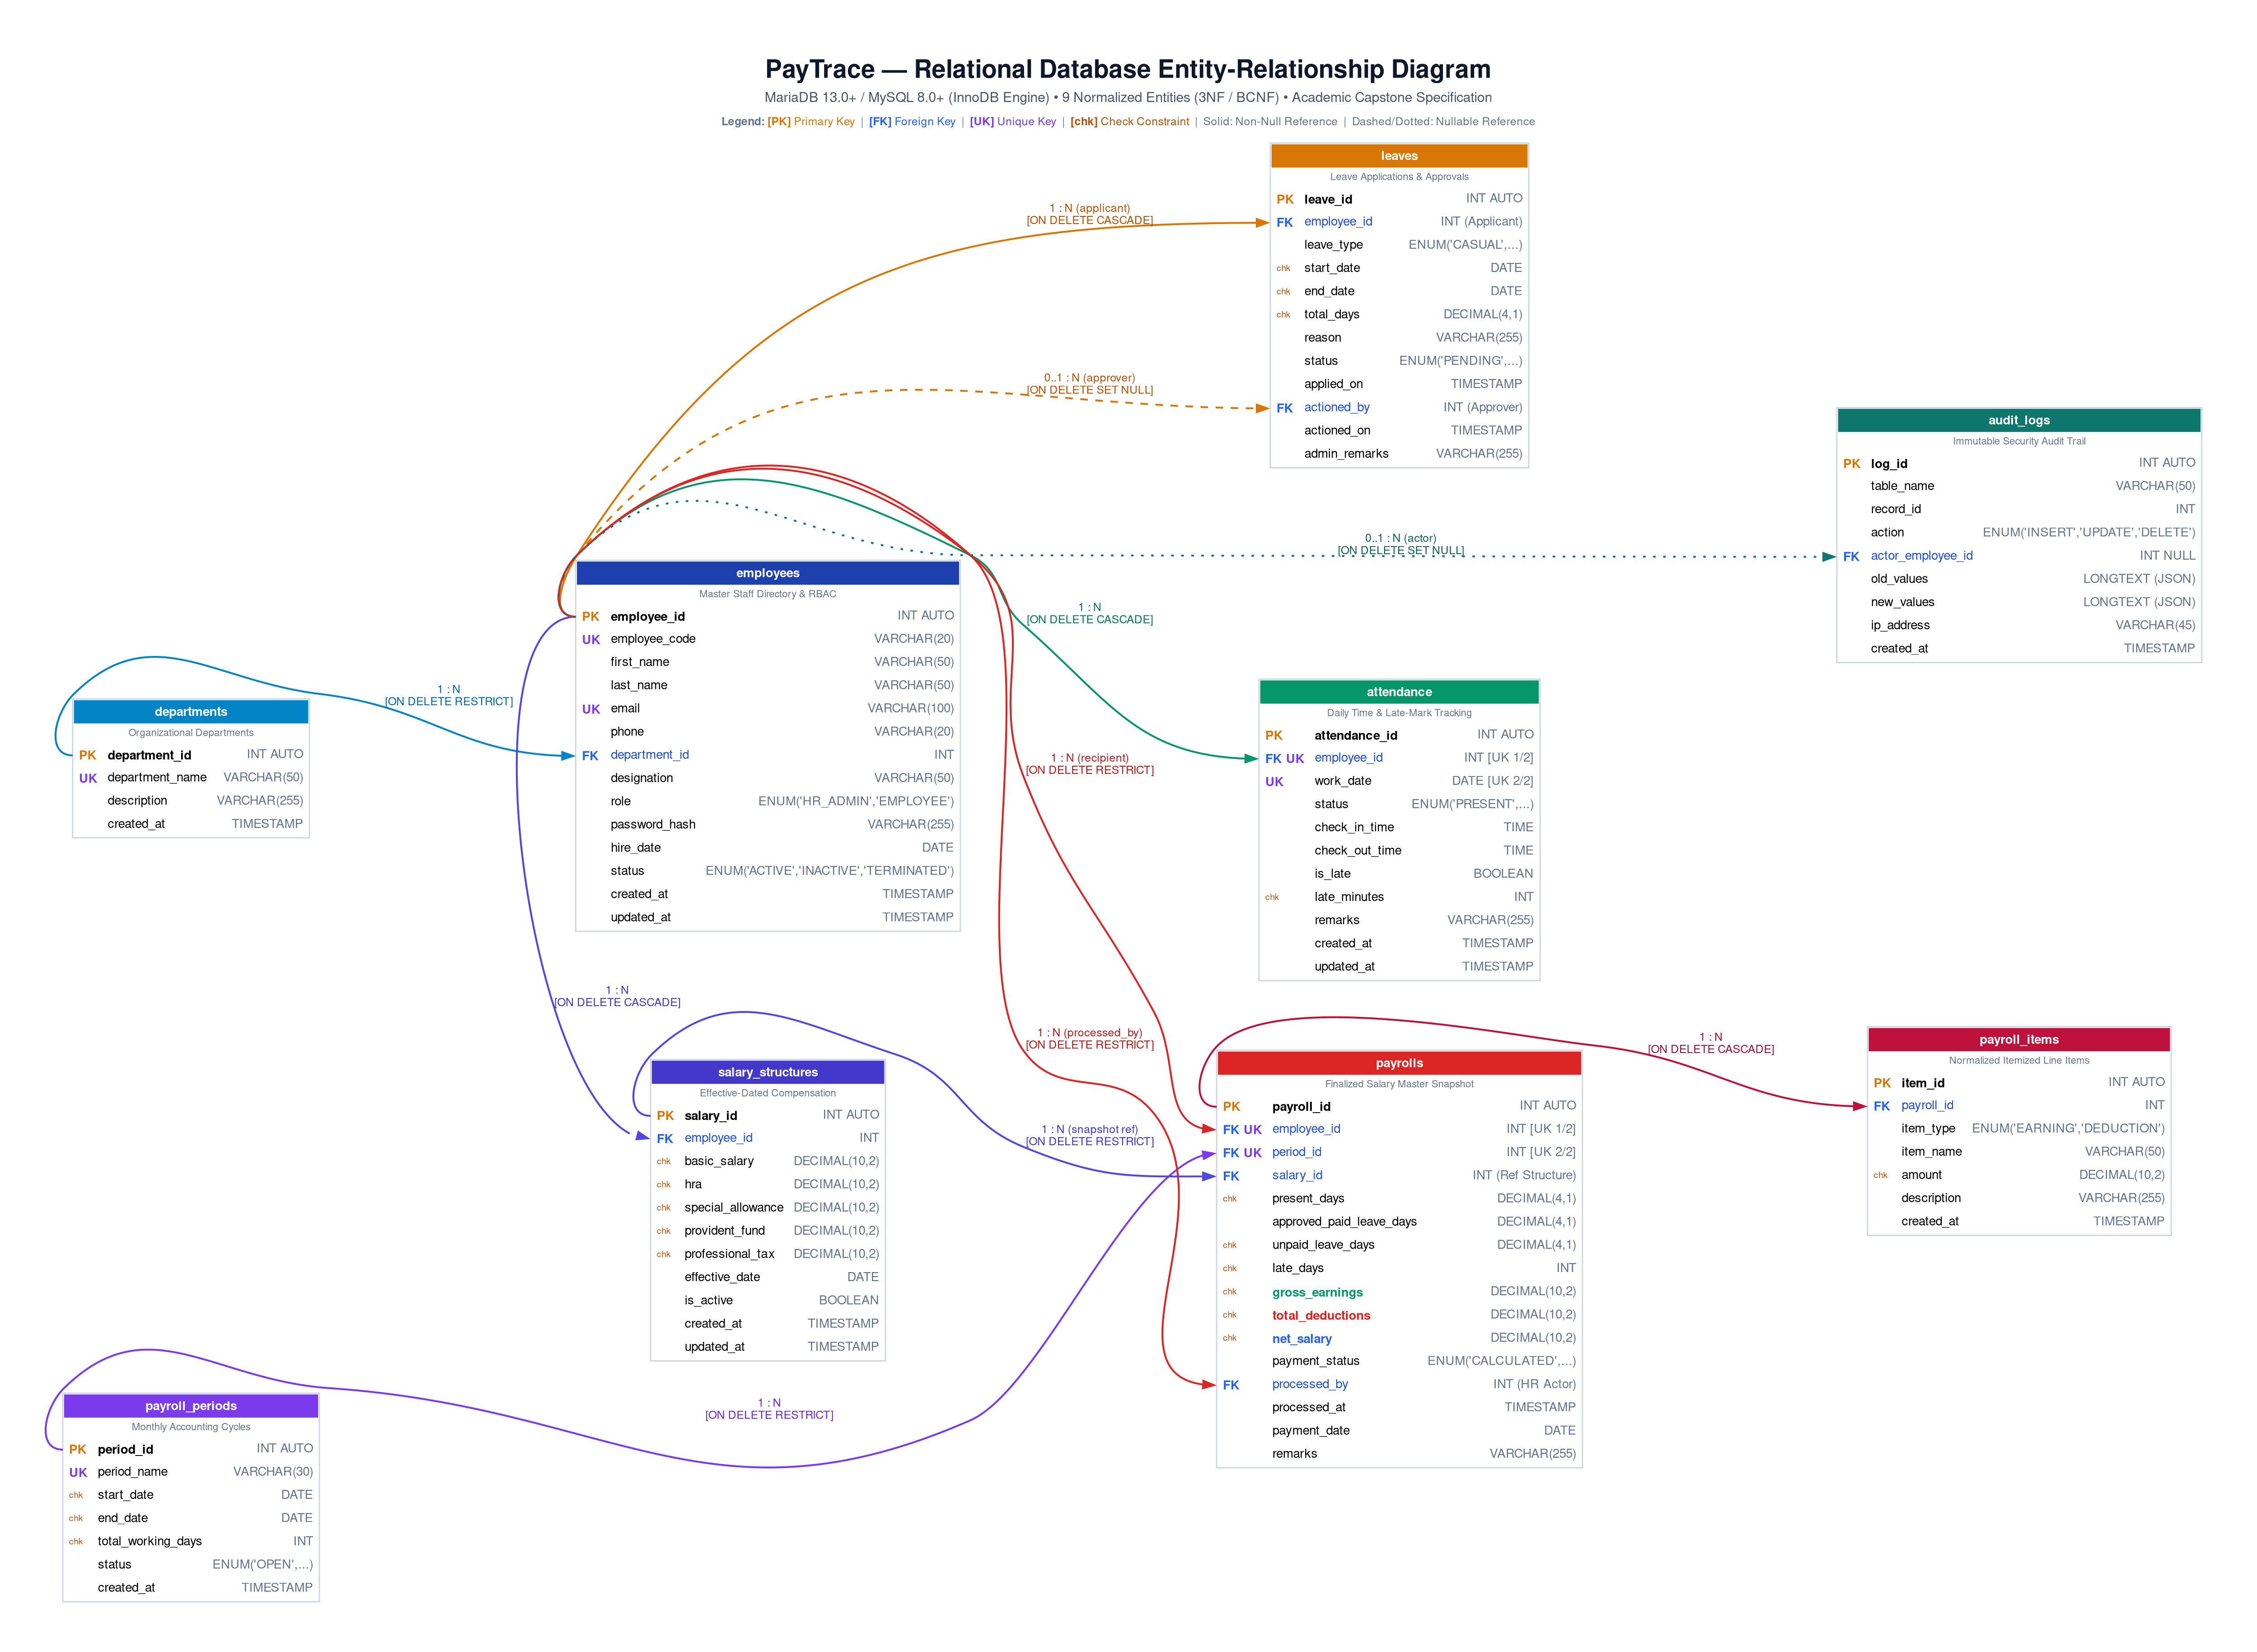 PayTrace — Relational Database Entity-Relationship Diagram
MariaDB 13.0+ / MySQL 8.0+ (InnoDB Engine) • 9 Normalized Entities (3NF / BCNF) • Academic Capstone Specification
Legend: [PK] Primary Key | [FK] Foreign Key | [UK] Unique Key | [chk] Check Constraint | Solid: Non-Null Reference | Dashed/Dotted: Nullable Reference
leaves
Leave Applications & Approvals
PK leave_id INT AUTO
FK employee_id INT (Applicant)
leave_type ENUM('CASUAL',...)
chk start_date DATE
chk end_date DATE
chk total_days DECIMAL(4,1)
reason VARCHAR(255)
status ENUM('PENDING',...)
applied_on TIMESTAMP
FK actioned_by INT (Approver)
actioned_on TIMESTAMP
admin_remarks VARCHAR(255)
1 : N (applicant)
[ON DELETE CASCADE]
0..1 : N (approver)
[ON DELETE SET NULL]
audit_logs
Immutable Security Audit Trail
PK log_id INT AUTO
table_name VARCHAR(50)
record_id INT
action ENUM('INSERT','UPDATE','DELETE')
FK actor_employee_id INT NULL
old_values LONGTEXT (JSON)
new_values LONGTEXT (JSON)
ip_address VARCHAR(45)
created_at TIMESTAMP
0..1 : N (actor)
[ON DELETE SET NULL]
employees
Master Staff Directory & RBAC
PK employee_id INT AUTO
UK employee_code VARCHAR(20)
first_name VARCHAR(50)
last_name VARCHAR(50)
UK email VARCHAR(100)
phone VARCHAR(20)
FK department_id INT
designation VARCHAR(50)
role ENUM('HR_ADMIN','EMPLOYEE')
password_hash VARCHAR(255)
hire_date DATE
status ENUM('ACTIVE','INACTIVE','TERMINATED')
created_at TIMESTAMP
updated_at TIMESTAMP
1 : N
[ON DELETE CASCADE]
1 : N
[ON DELETE RESTRICT]
departments
Organizational Departments
PK department_id INT AUTO
UK department_name VARCHAR(50)
description VARCHAR(255)
created_at TIMESTAMP
attendance
Daily Time & Late-Mark Tracking
PK attendance_id INT AUTO
FK UK employee_id INT [UK 1/2]
UK work_date DATE [UK 2/2]
status ENUM('PRESENT',...)
check_in_time TIME
check_out_time TIME
is_late BOOLEAN
chk late_minutes INT
remarks VARCHAR(255)
created_at TIMESTAMP
updated_at TIMESTAMP
1 : N (recipient)
[ON DELETE RESTRICT]
1 : N
[ON DELETE CASCADE]
1 : N (processed_by)
[ON DELETE RESTRICT]
1 : N
[ON DELETE CASCADE]
salary_structures
Effective-Dated Compensation
PK salary_id INT AUTO
FK employee_id INT
chk basic_salary DECIMAL(10,2)
chk hra DECIMAL(10,2)
chk special_allowance DECIMAL(10,2)
chk provident_fund DECIMAL(10,2)
chk professional_tax DECIMAL(10,2)
effective_date DATE
is_active BOOLEAN
created_at TIMESTAMP
updated_at TIMESTAMP
1 : N (snapshot ref)
[ON DELETE RESTRICT]
payrolls
Finalized Salary Master Snapshot
PK payroll_id INT AUTO
FK UK employee_id INT [UK 1/2]
FK UK period_id INT [UK 2/2]
FK salary_id INT (Ref Structure)
chk present_days DECIMAL(4,1)
approved_paid_leave_days DECIMAL(4,1)
chk unpaid_leave_days DECIMAL(4,1)
chk late_days INT
chk gross_earnings DECIMAL(10,2)
chk total_deductions DECIMAL(10,2)
chk net_salary DECIMAL(10,2)
payment_status ENUM('CALCULATED',...)
FK processed_by INT (HR Actor)
processed_at TIMESTAMP
payment_date DATE
remarks VARCHAR(255)
payroll_items
Normalized Itemized Line Items
PK item_id INT AUTO
FK payroll_id INT
item_type ENUM('EARNING','DEDUCTION')
item_name VARCHAR(50)
chk amount DECIMAL(10,2)
description VARCHAR(255)
created_at TIMESTAMP
payroll_periods
Monthly Accounting Cycles
PK period_id INT AUTO
UK period_name VARCHAR(30)
chk start_date DATE
chk end_date DATE
chk total_working_days INT
status ENUM('OPEN',...)
created_at TIMESTAMP
1 : N
[ON DELETE RESTRICT]